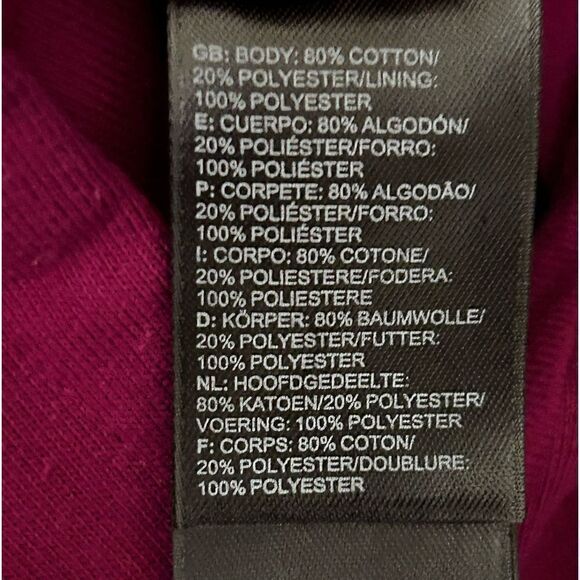 GB: BODY: 80% COTTON/
20% POLYESTER/LINING:
100% POLYESTER
E: CUERPO: 80% ALGODÓN/
20% POLIÉSTER/FORRO:
100% POLIÉSTER
P: CORPETE: 80% ALGODÃO/
20% POLIÉSTER/FORRO:
100% POLIÉSTER
I: CORPO: 80% COTONE/
20% POLIESTERE/FODERA:
100% POLIESTERE
D: KÖRPER: 80% BAUMWOLLE/
20% POLYESTER/FUTTER:
100% POLYESTER
NL: HOOFDGEDEELTE:
80% KATOEN/20% POLYESTER/
VOERING: 100% POLYESTER
F: CORPS: 80% COTON/
20% POLYESTER/DOUBLURE:
100% POLYESTER